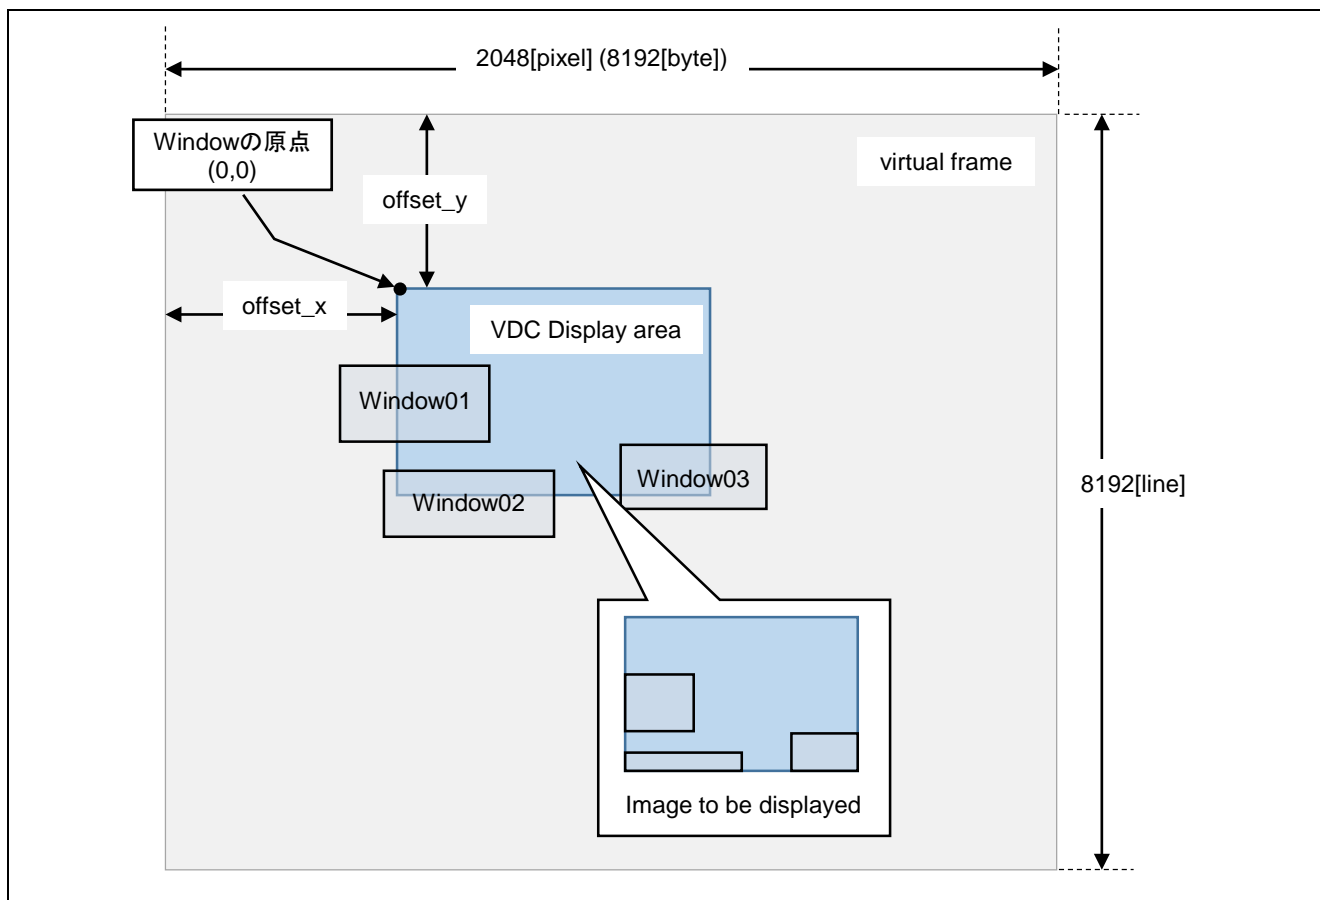 2048[pixel] (8192[byte])
Windowの原点
(0,0)
virtual frame
offset_y
offset_x
VDC Display area
Window01
Window03
8192[line]
Window02
Image to be displayed